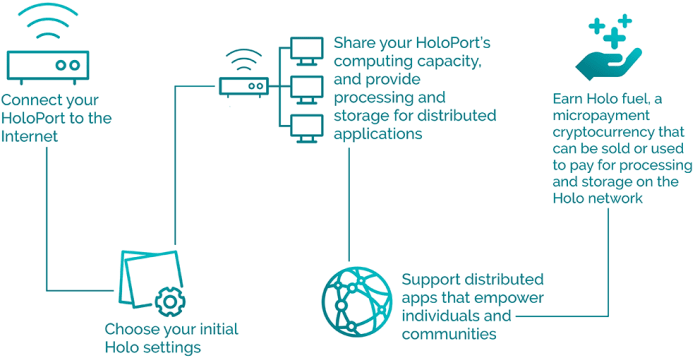 Connect your
HoloPort to the
Internet
Choose your initial
Holo settings
Share your HoloPort's
computing capacity,
and provide
processing and
storage for distributed
applications
Support distributed
apps that empower
individuals and
communities
Earn Holo fuel, a
micropayment
cryptocurrency that
can be sold or used
to pay for processing
and storage on the
Holo network